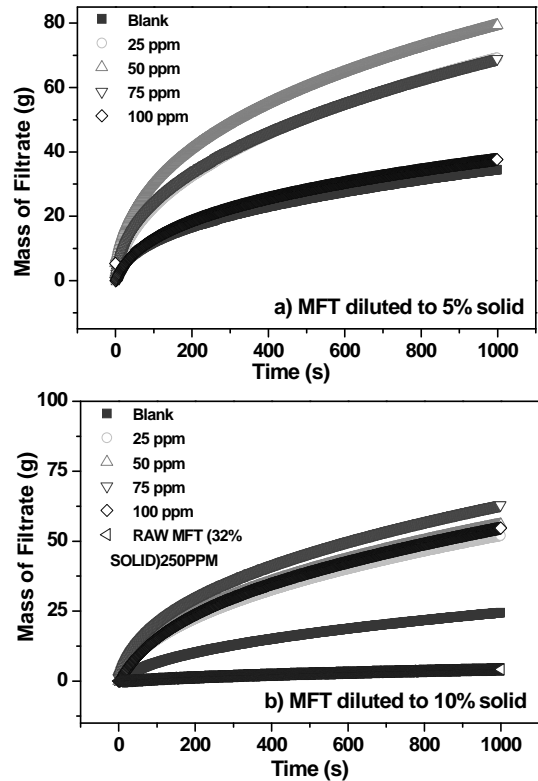 80
60
40
20
0
Mass of Filtrate (g)
Blank
25 ppm
50 ppm
75 ppm
100 ppm
a) MFT diluted to 5% solid
0 200 400 600 800 1000
Time (s)
100
75
50
25
0
Mass of Filtrate (g)
Blank
25 ppm
50 ppm
75 ppm
100 ppm
RAW MFT (32%
SOLID)250PPM
b) MFT diluted to 10% solid
0 200 400 600 800 1000
Time (s)